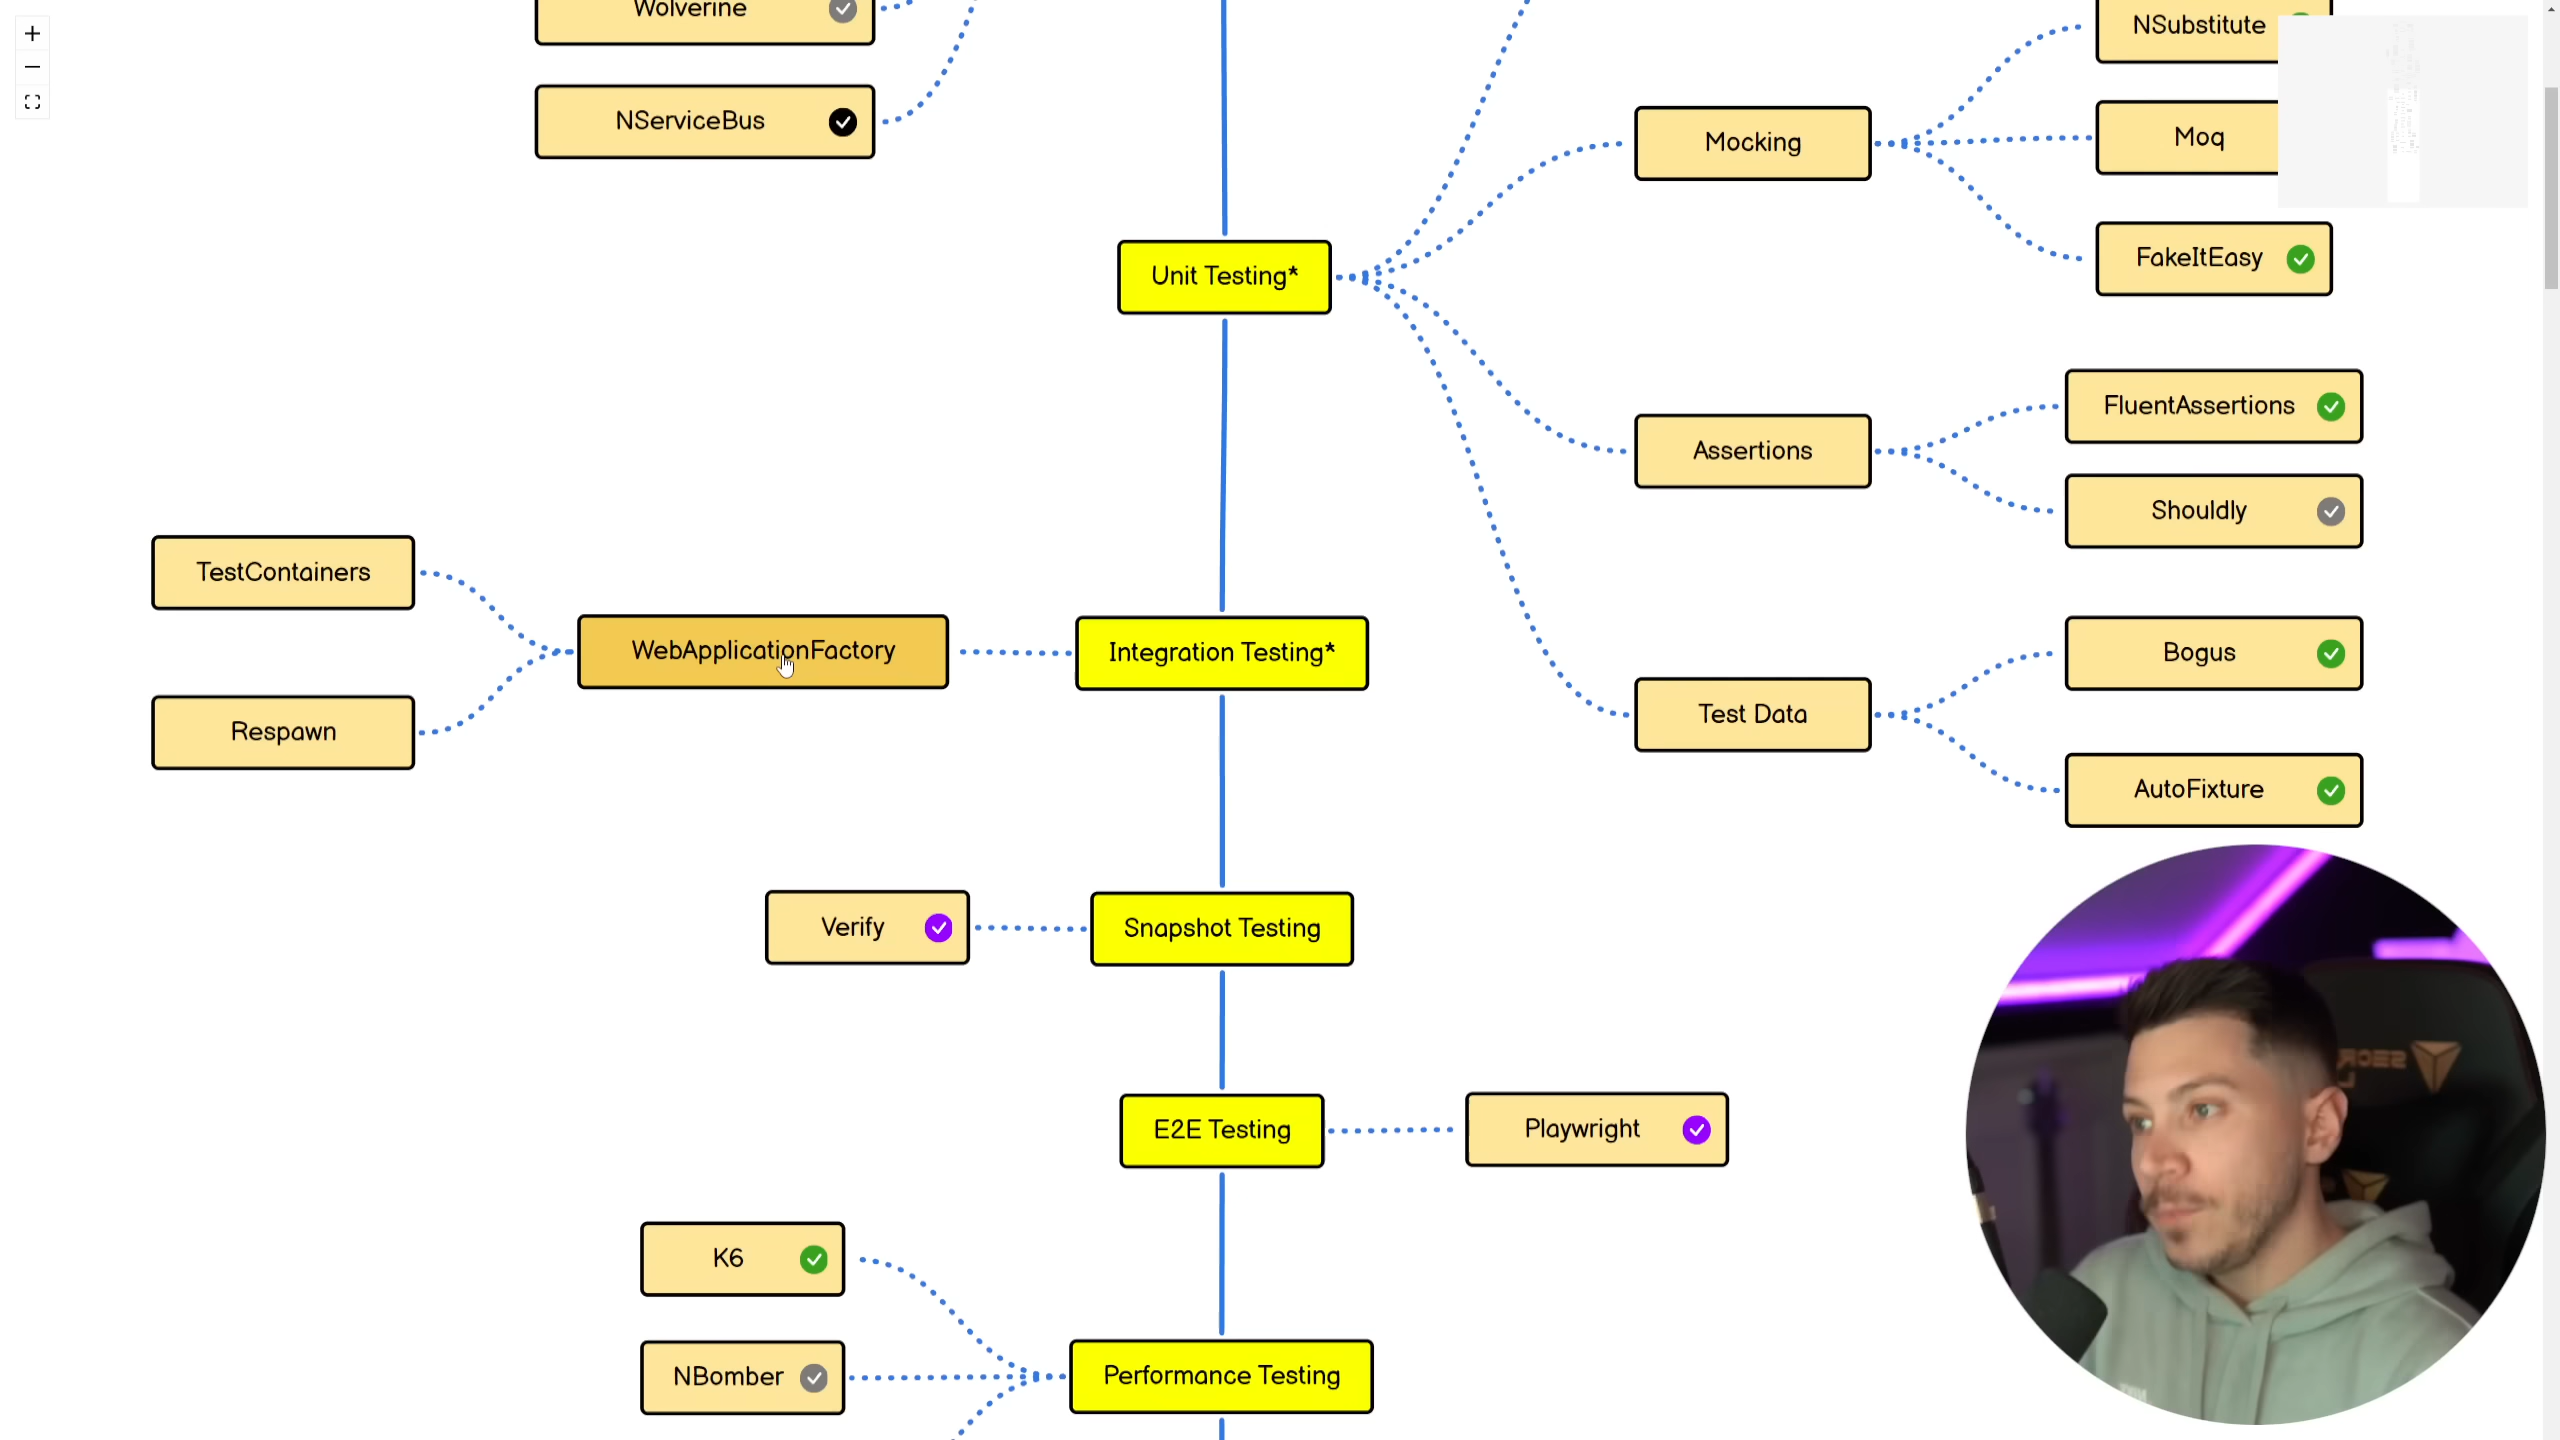 Wolverine
NServiceBus
NSubstitute
Mocking
Moq
FakeItEasy
Unit Testing*
FluentAssertions
Assertions
Shouldly
TestContainers
WebApplicationFactory
Integration Testing*
Respawn
Bogus
Test Data
AutoFixture
Verify
Snapshot Testing
E2E Testing
Playwright
K6
NBomber
Performance Testing